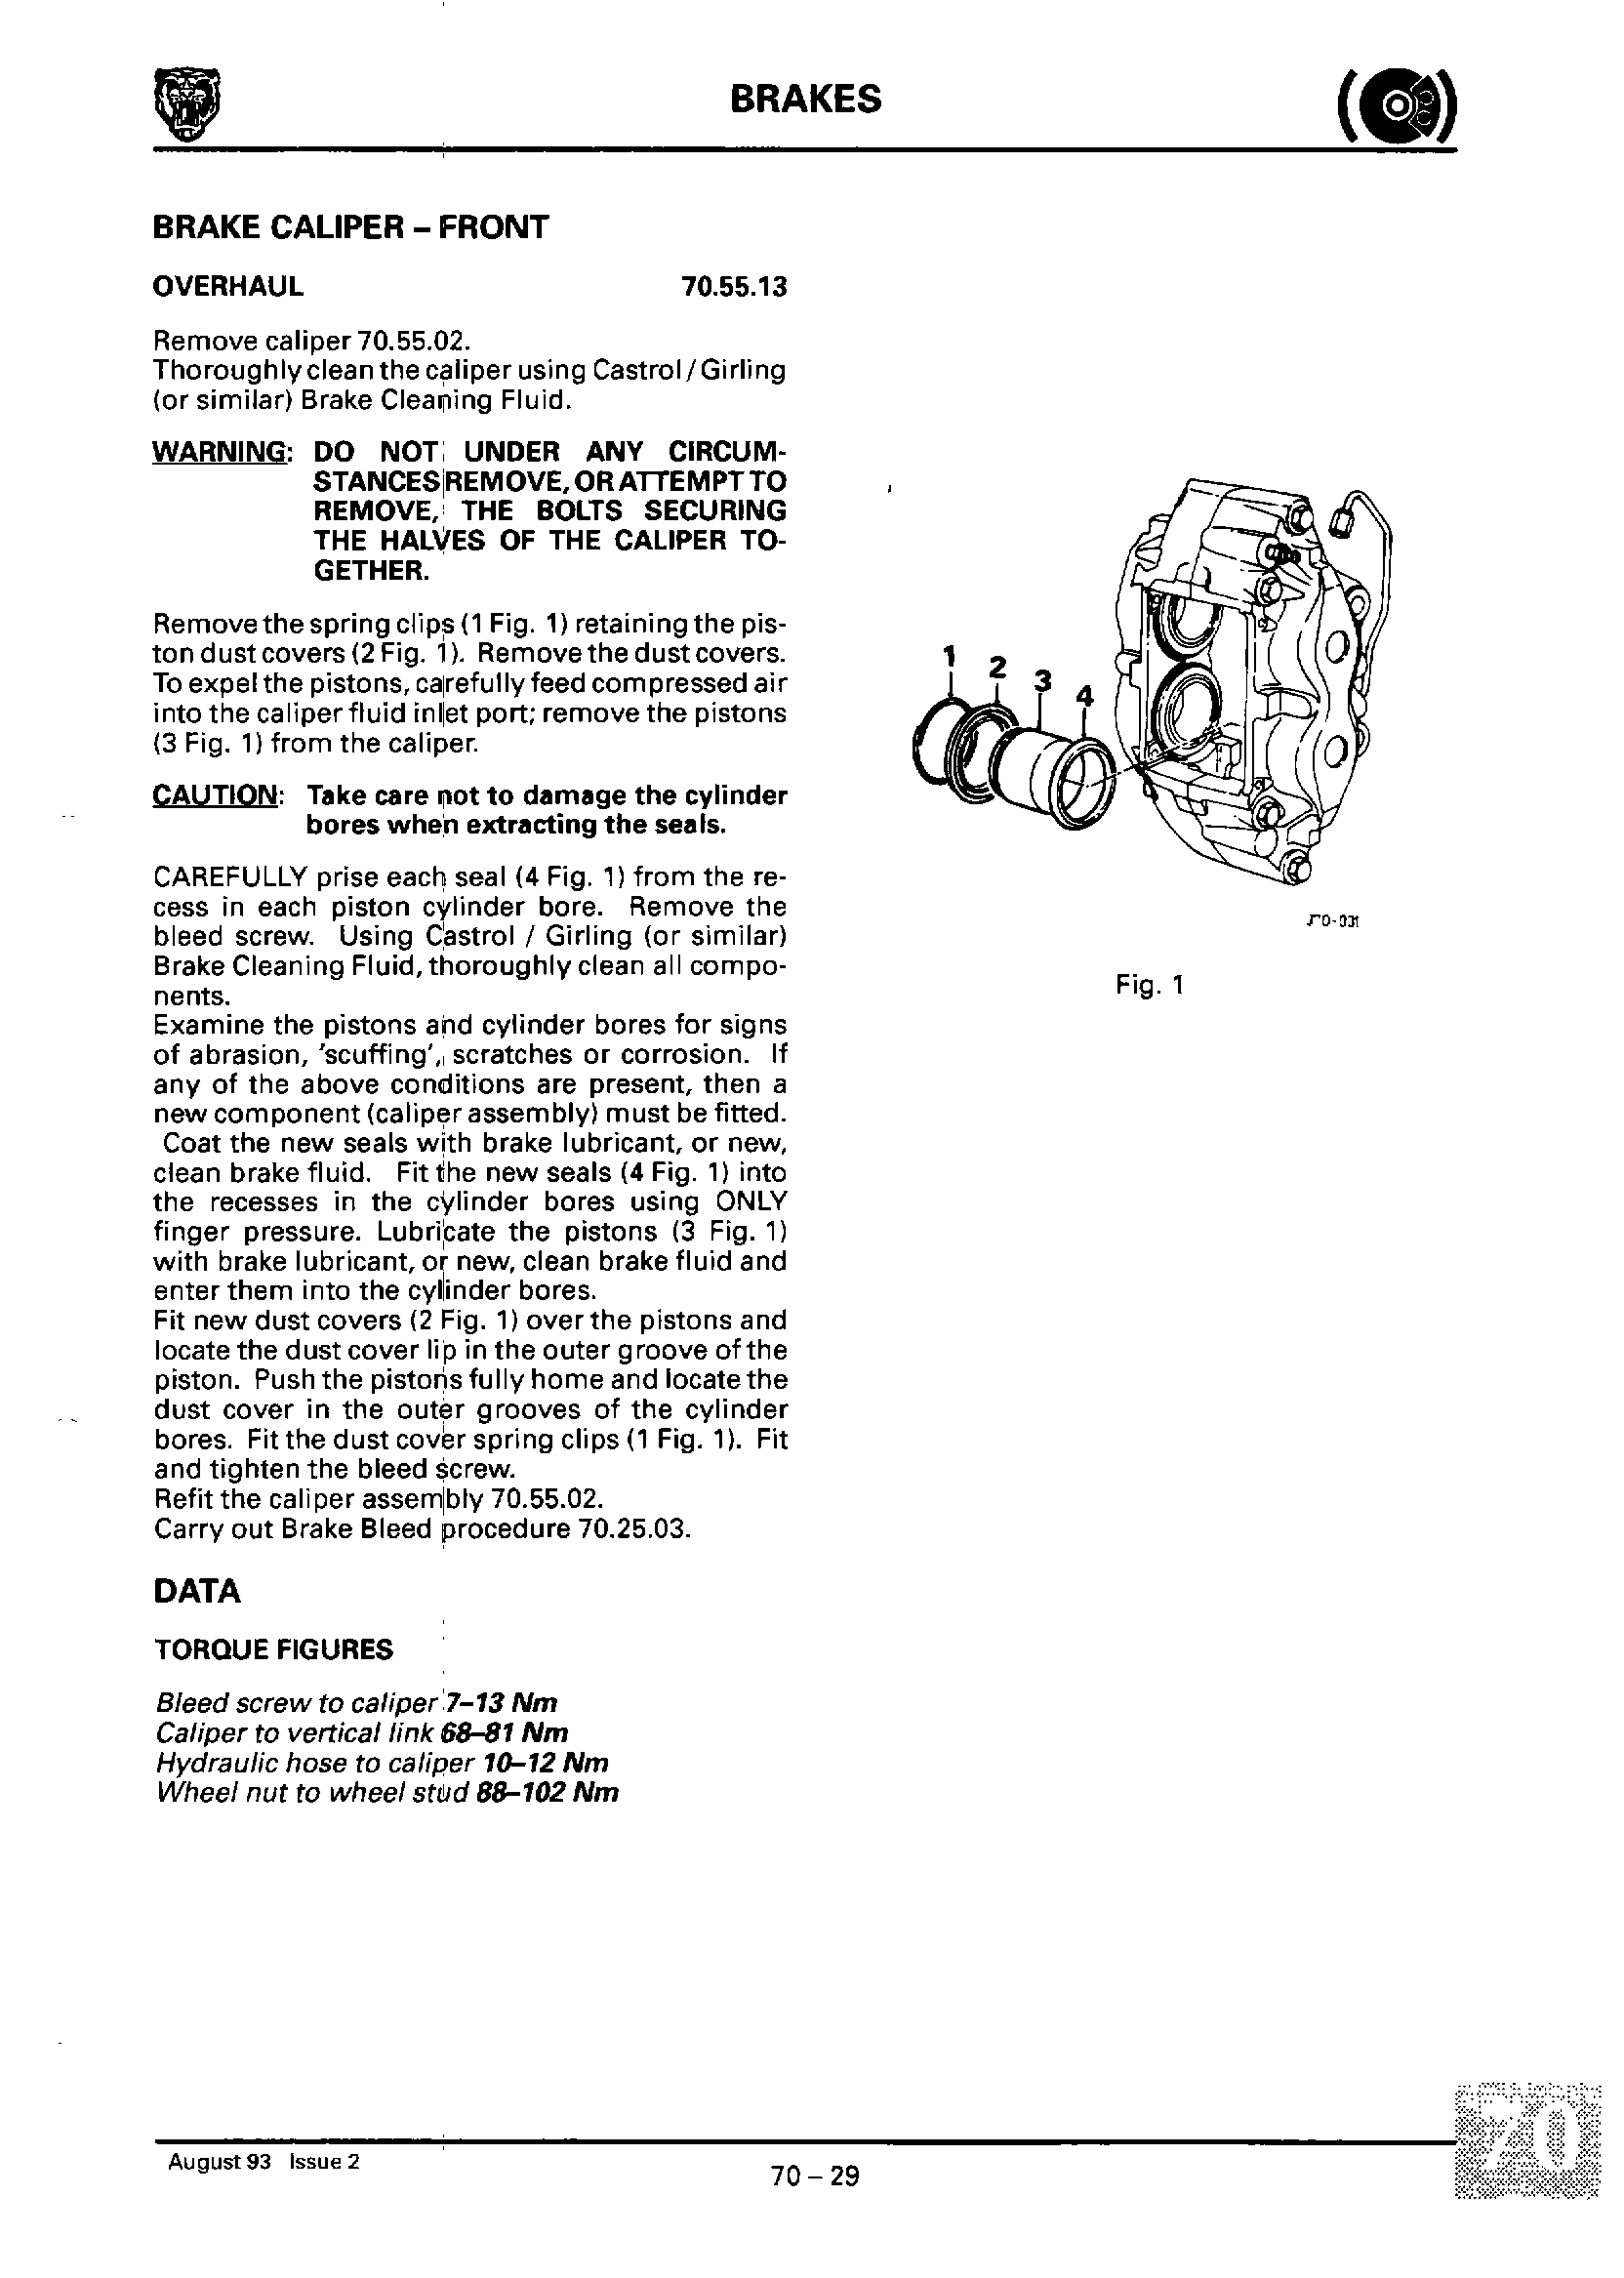 BRAKES
BRAKE CALIPER – FRONT
OVERHAUL 70.55.13
Remove caliper 70.55.02.
Thoroughly clean the caliper using Castrol / Girling
(or similar) Brake Cleaning Fluid.
WARNING: DO NOT UNDER ANY CIRCUM-
STANCES REMOVE, OR ATTEMPT TO
REMOVE, THE BOLTS SECURING
THE HALVES OF THE CALIPER TO-
GETHER.
Remove the spring clips (1 Fig. 1) retaining the pis-
ton dust covers (2 Fig. 1). Remove the dust covers.
To expel the pistons, carefully feed compressed air
into the caliper fluid inlet port; remove the pistons
(3 Fig. 1) from the caliper.
CAUTION: Take care not to damage the cylinder
bores when extracting the seals.
CAREFULLY prise each seal (4 Fig. 1) from the re-
cess in each piston cylinder bore. Remove the
bleed screw. Using Castrol / Girling (or similar)
Brake Cleaning Fluid, thoroughly clean all compo-
nents.
Examine the pistons and cylinder bores for signs
of abrasion, 'scuffing', scratches or corrosion. If
any of the above conditions are present, then a
new component (caliper assembly) must be fitted.
Coat the new seals with brake lubricant, or new,
clean brake fluid. Fit the new seals (4 Fig. 1) into
the recesses in the cylinder bores using ONLY
finger pressure. Lubricate the pistons (3 Fig. 1)
with brake lubricant, or new, clean brake fluid and
enter them into the cylinder bores.
Fit new dust covers (2 Fig. 1) over the pistons and
locate the dust cover lip in the outer groove of the
piston. Push the pistons fully home and locate the
dust cover in the outer grooves of the cylinder
bores. Fit the dust cover spring clips (1 Fig. 1). Fit
and tighten the bleed screw.
Refit the caliper assembly 70.55.02.
Carry out Brake Bleed procedure 70.25.03.
DATA
TORQUE FIGURES
Bleed screw to caliper 7–13 Nm
Caliper to vertical link 68–81 Nm
Hydraulic hose to caliper 10–12 Nm
Wheel nut to wheel stud 88–102 Nm
1
2
3
4
Fig. 1
August 93 Issue 2
70 – 29
70